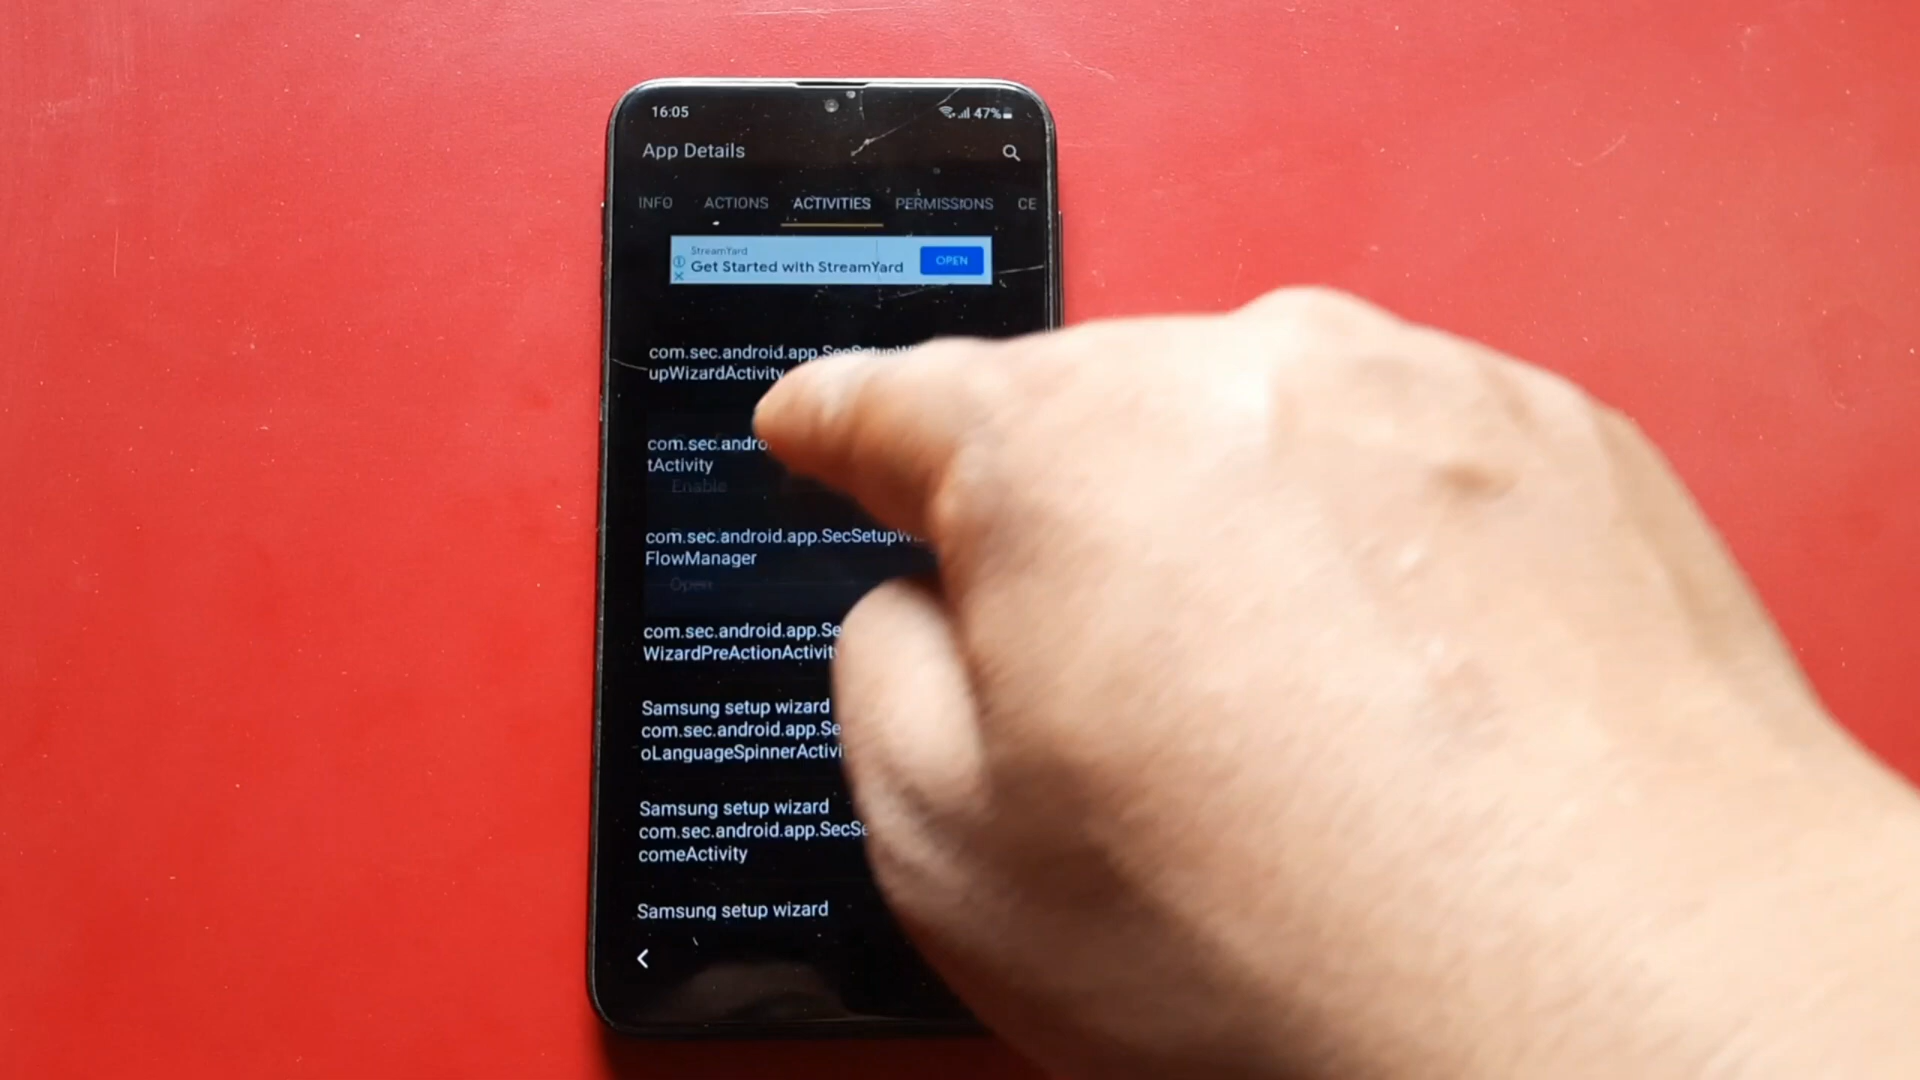 16:05
47%
App Details
INFO ACTIONS ACTIVITIES PERMISSIONS CE
StreamYard
Get Started with StreamYard
OPEN
com.sec.android.app.SecSetupWi
upWizardActivity
com.sec.andro
tActivity
Enable
com.sec.android.app.SecSetupWi
FlowManager
Open
com.sec.android.app.Se
WizardPreActionActivity
Samsung setup wizard
com.sec.android.app.Se
oLanguageSpinnerActivi
Samsung setup wizard
com.sec.android.app.SecSe
comeActivity
Samsung setup wizard